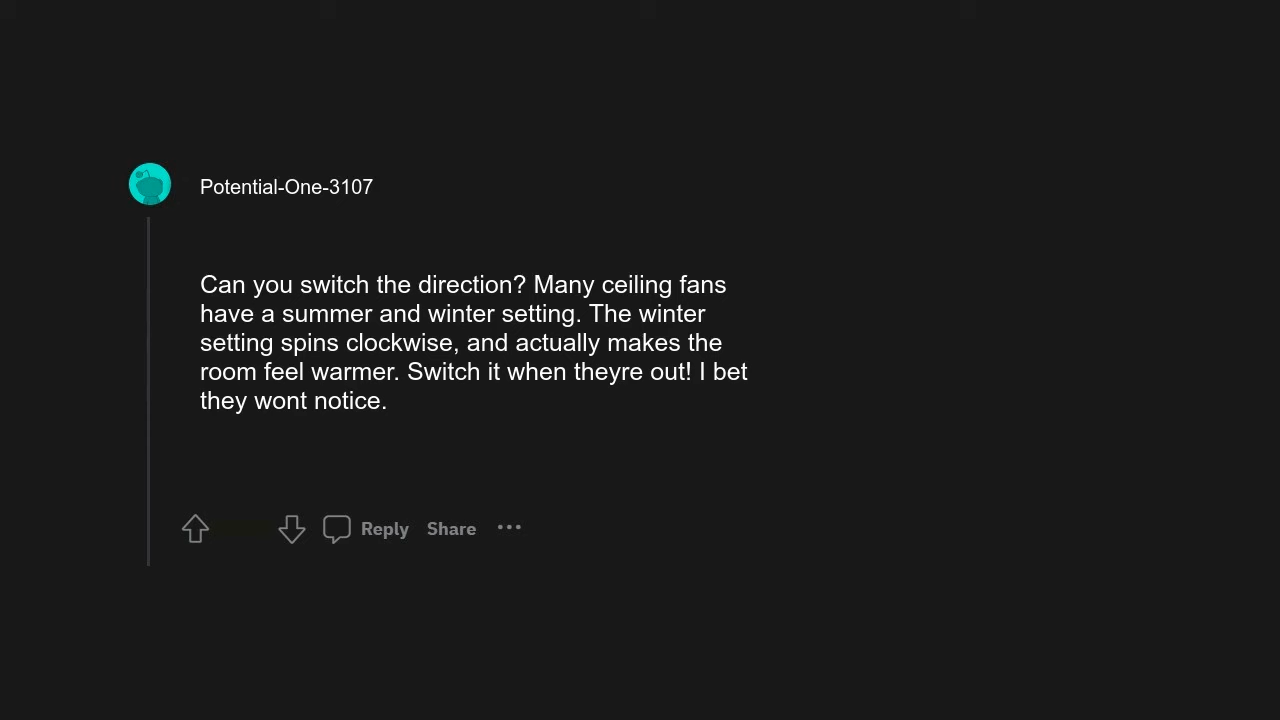 Potential-One-3107
Can you switch the direction? Many ceiling fans
have a summer and winter setting. The winter
setting spins clockwise, and actually makes the
room feel warmer. Switch it when theyre out! I bet
they wont notice.
Reply Share